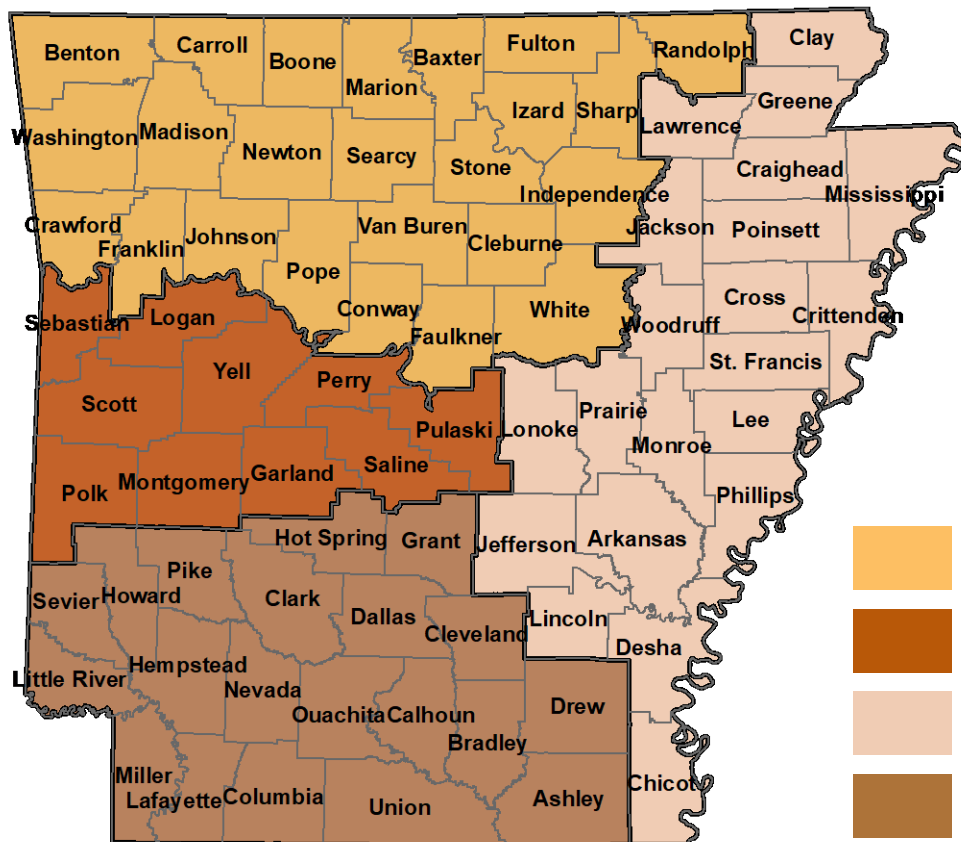 Benton
Carroll
Boone
Marion
Baxter
Fulton
Randolph
Clay
Washington
Madison
Newton
Searcy
Stone
Izard
Sharp
Lawrence
Greene
Crawford
Franklin
Johnson
Pope
Van Buren
Cleburne
Independence
Jackson
Craighead
Mississippi
Poinsett
Conway
Faulkner
White
Woodruff
Cross
Crittenden
Sebastian
Logan
Yell
Perry
Pulaski
St. Francis
Scott
Lonoke
Prairie
Monroe
Lee
Polk
Montgomery
Garland
Saline
Phillips
Hot Spring
Grant
Jefferson
Arkansas
Sevier
Howard
Pike
Clark
Dallas
Cleveland
Lincoln
Desha
Little River
Hempstead
Nevada
Ouachita
Calhoun
Bradley
Drew
Miller
Lafayette
Columbia
Union
Ashley
Chicot